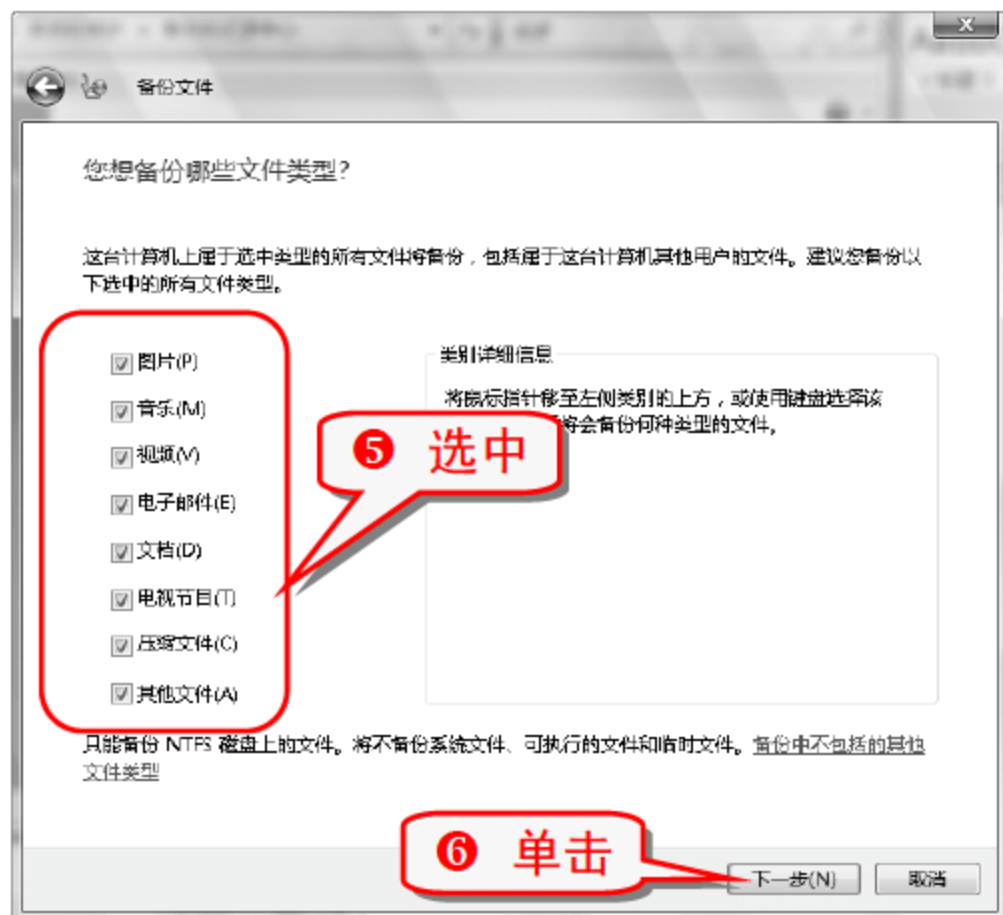 备份文件
您想备份哪些文件类型?
这台计算机上属于选中类型的所有文件将备份，包括属于这台计算机其他用户的文件。建议您备份以
下选中的所有文件类型。
图片(P)
音乐(M)
视频(V)
电子邮件(E)
文档(D)
电视节目(T)
压缩文件(C)
其他文件(A)
类别详细信息
将鼠标指针移至左侧类别的上方，或使用键盘选择该
将会备份何种类型的文件。
❺ 选中
只能备份 NTFS 磁盘上的文件。将不备份系统文件、可执行的文件和临时文件。备份中不包括的其他
文件类型
❻ 单击
下一步(N)
取消